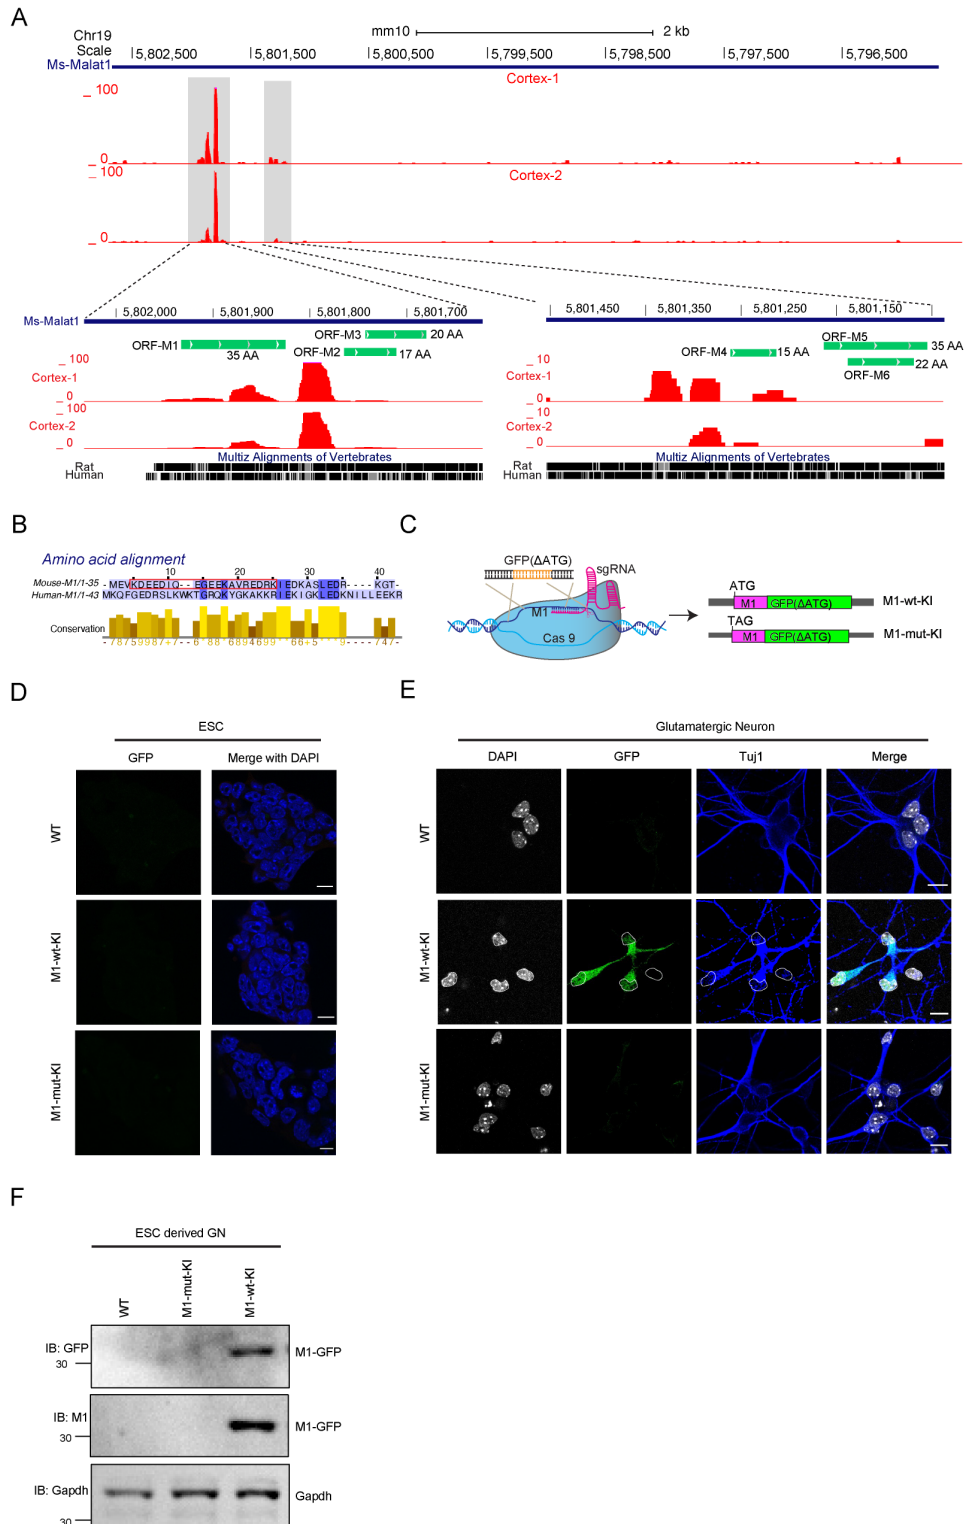 A
Chr19
mm10
2 kb
Scale
5,802,500
5,801,500
5,800,500
5,799,500
5,798,500
5,797,500
5,796,500
Ms-Malat1
Cortex-1
100
0
Cortex-2
100
0
5,802,000
5,801,900
5,801,800
5,801,700
Ms-Malat1
ORF-M3
20 AA
ORF-M1
35 AA
ORF-M2
17 AA
100
Cortex-1
0
100
Cortex-2
0
Multiz Alignments of Vertebrates
Rat
Human
5,801,450
5,801,350
5,801,250
5,801,150
ORF-M5
35 AA
ORF-M4
15 AA
22 AA
ORF-M6
10
Cortex-1
0
10
Cortex-2
0
Multiz Alignments of Vertebrates
Rat
Human
B
Amino acid alignment
10 20 30 40
Mouse-M1/1-35 - MEVKDEEDIQ - - EGEEKAVREDRKIEDKASLEDR - - - - KGT -
Human-M1/1-43 MKQFGEDRSLKWKTGRQKYGKAKKRIEKIGKLEDKNILLEEKR
Conservation
C
GFP(ΔATG)
sgRNA
M1
Cas 9
ATG
M1
GFP(ΔATG)
M1-wt-KI
TAG
M1
GFP(ΔATG)
M1-mut-KI
D
ESC
GFP
Merge with DAPI
WT
M1-wt-KI
M1-mut-KI
E
Glutamatergic Neuron
DAPI
GFP
Tuj1
Merge
WT
M1-wt-KI
M1-mut-KI
F
ESC derived GN
WT
M1-mut-KI
M1-wt-KI
IB: GFP
30
M1-GFP
IB: M1
30
M1-GFP
IB: Gapdh
30
Gapdh